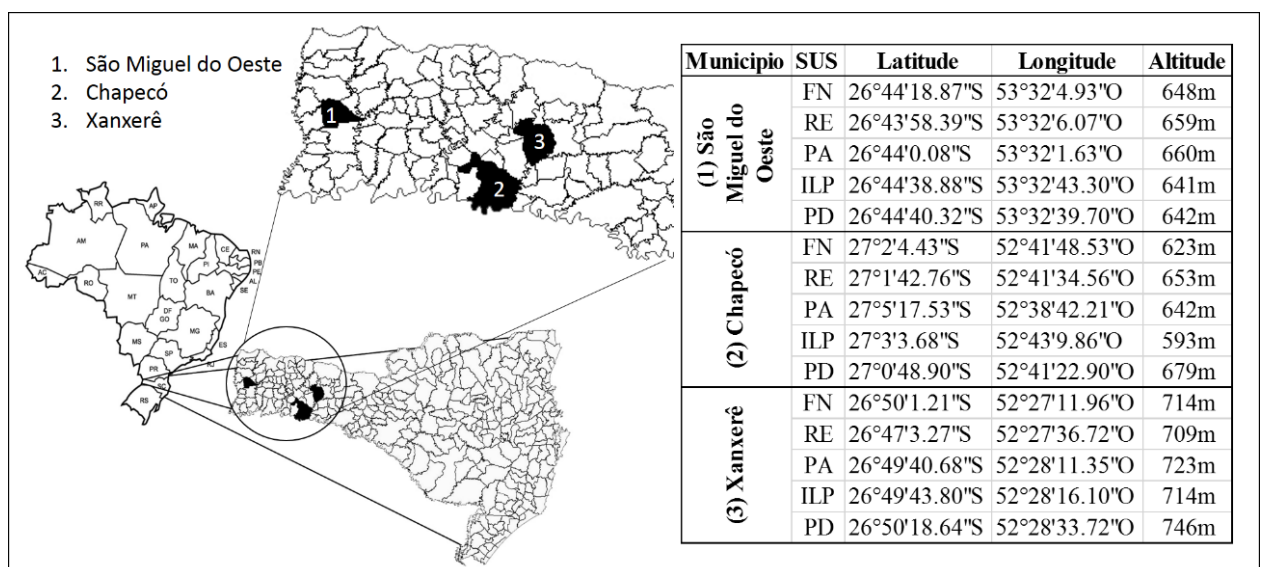 1. São Miguel do Oeste
2. Chapecó
3. Xanxerê
1
2
3
RR
AP
AM
PA
MA
CE
RN
PB
PE
AL
SE
PI
AC
RO
TO
BA
MT
DF
GO
MG
ES
MS
SP
RJ
PR
SC
RS
Municipio SUS Latitude Longitude Altitude
(1) São Miguel do Oeste
FN 26°44'18.87"S 53°32'4.93"O 648m
RE 26°43'58.39"S 53°32'6.07"O 659m
PA 26°44'0.08"S 53°32'1.63"O 660m
ILP 26°44'38.88"S 53°32'43.30"O 641m
PD 26°44'40.32"S 53°32'39.70"O 642m
(2) Chapecó
FN 27°2'4.43"S 52°41'48.53"O 623m
RE 27°1'42.76"S 52°41'34.56"O 653m
PA 27°5'17.53"S 52°38'42.21"O 642m
ILP 27°3'3.68"S 52°43'9.86"O 593m
PD 27°0'48.90"S 52°41'22.90"O 679m
(3) Xanxerê
FN 26°50'1.21"S 52°27'11.96"O 714m
RE 26°47'3.27"S 52°27'36.72"O 709m
PA 26°49'40.68"S 52°28'11.35"O 723m
ILP 26°49'43.80"S 52°28'16.10"O 714m
PD 26°50'18.64"S 52°28'33.72"O 746m